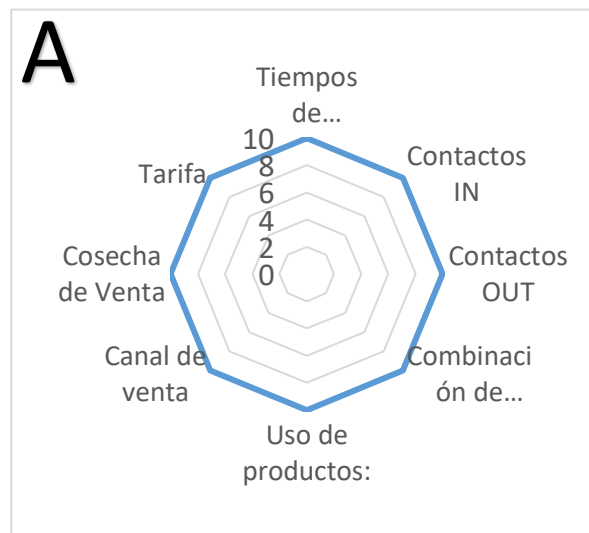 A
Tiempos
de...
10
8
6
4
2
0
Contactos
IN
Contactos
OUT
Combinaci
ón de...
Uso de
productos:
Canal de
venta
Cosecha
de Venta
Tarifa